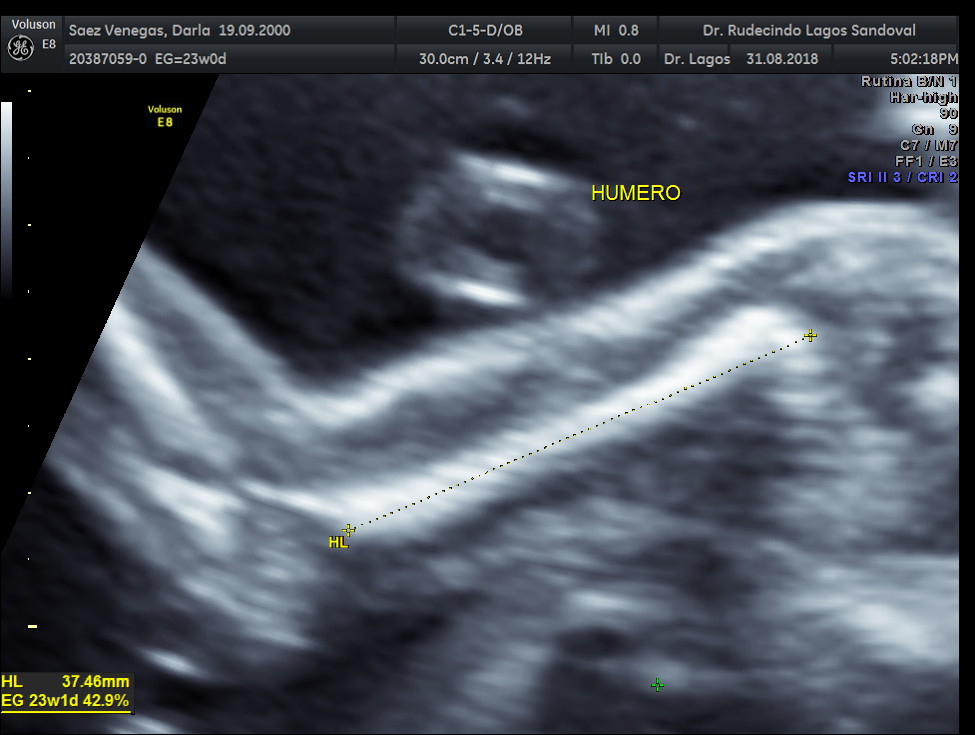 Voluson
E8
Saez Venegas, Darla 19.09.2000
C1-5-D/OB
MI 0.8
Dr. Rudecindo Lagos Sandoval
20387059-0 EG=23w0d
30.0cm / 3.4 / 12Hz
TIb 0.0
Dr. Lagos
31.08.2018
5:02:18PM
Voluson
E8
Rutina B/N 1
Har-high
90
Gn 9
C7 / M7
FF1 / E3
SRI II 3 / CRI 2
HUMERO
HL
HL 37.46mm
EG 23w1d 42.9%